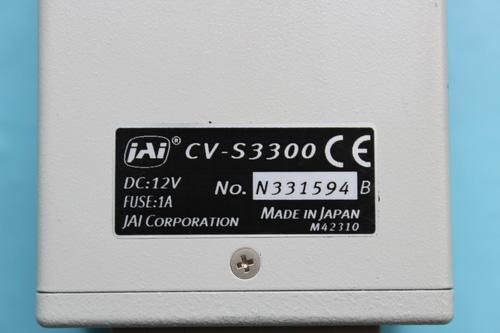 JAi® CV-S3300 CE
DC:12V No. N331594 B
FUSE:1A
JAI CORPORATION MADE IN JAPAN
M42310